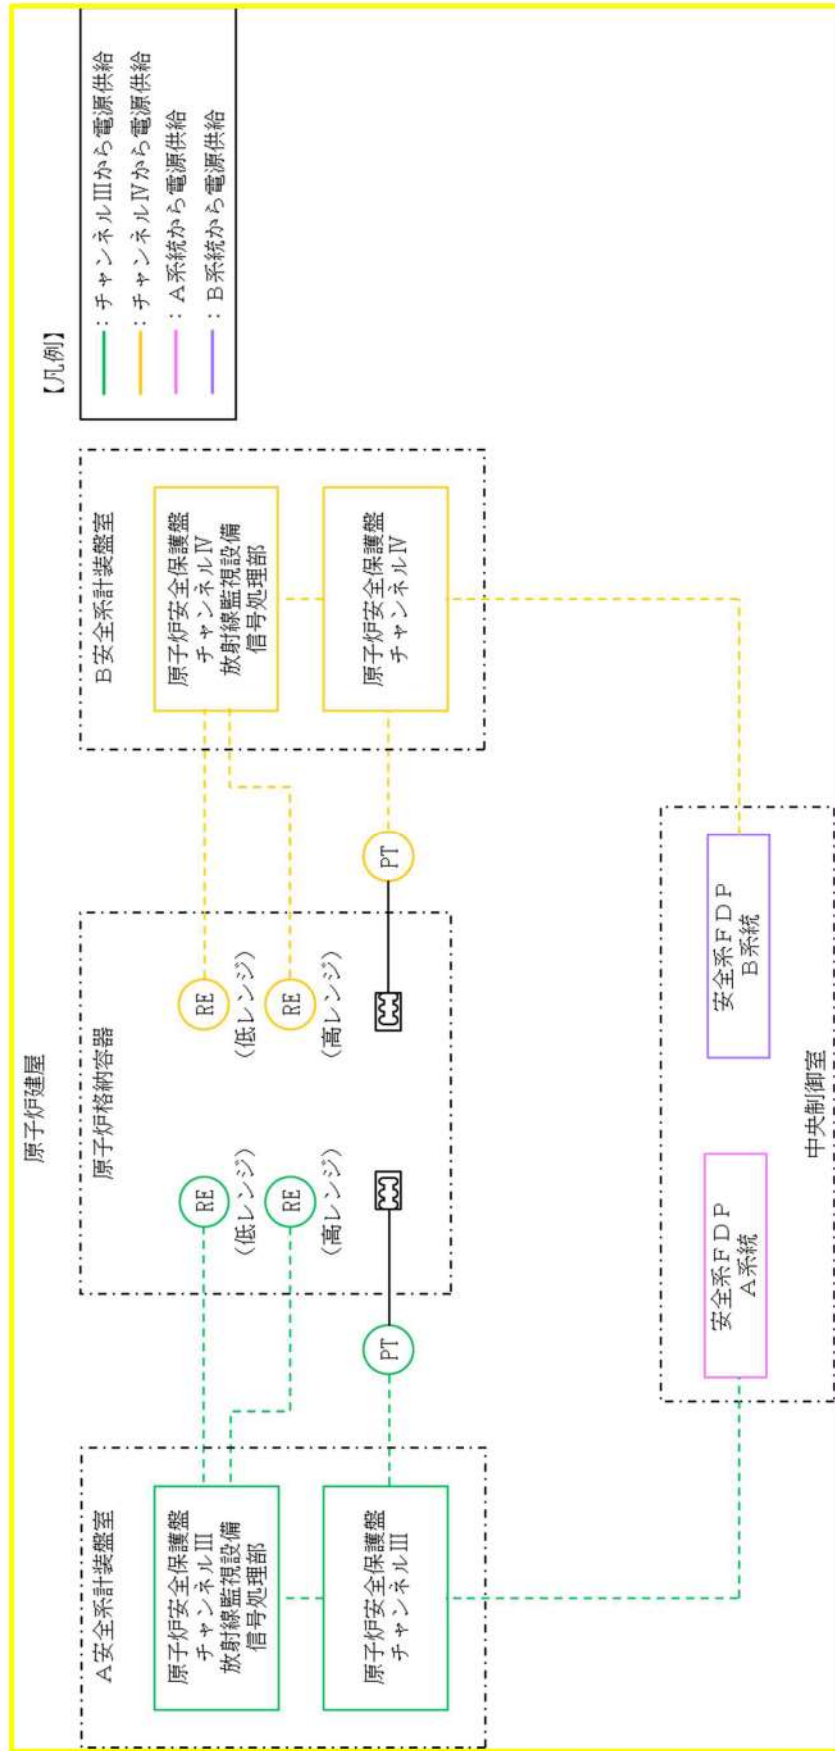 【凡例】
：チャンネルⅢから電源供給
：チャンネルⅣから電源供給
：Ａ系統から電源供給
：Ｂ系統から電源供給
原子炉建屋
Ａ安全系計装盤室
原子炉安全保護盤
チャンネルⅢ
放射線監視設備
信号処理部
原子炉安全保護盤
チャンネルⅢ
原子炉格納容器
RE
(低レンジ)
RE
(高レンジ)
PT
RE
(低レンジ)
RE
(高レンジ)
PT
Ｂ安全系計装盤室
原子炉安全保護盤
チャンネルⅣ
放射線監視設備
信号処理部
原子炉安全保護盤
チャンネルⅣ
安全系ＦＤＰ
Ａ系統
安全系ＦＤＰ
Ｂ系統
中央制御室